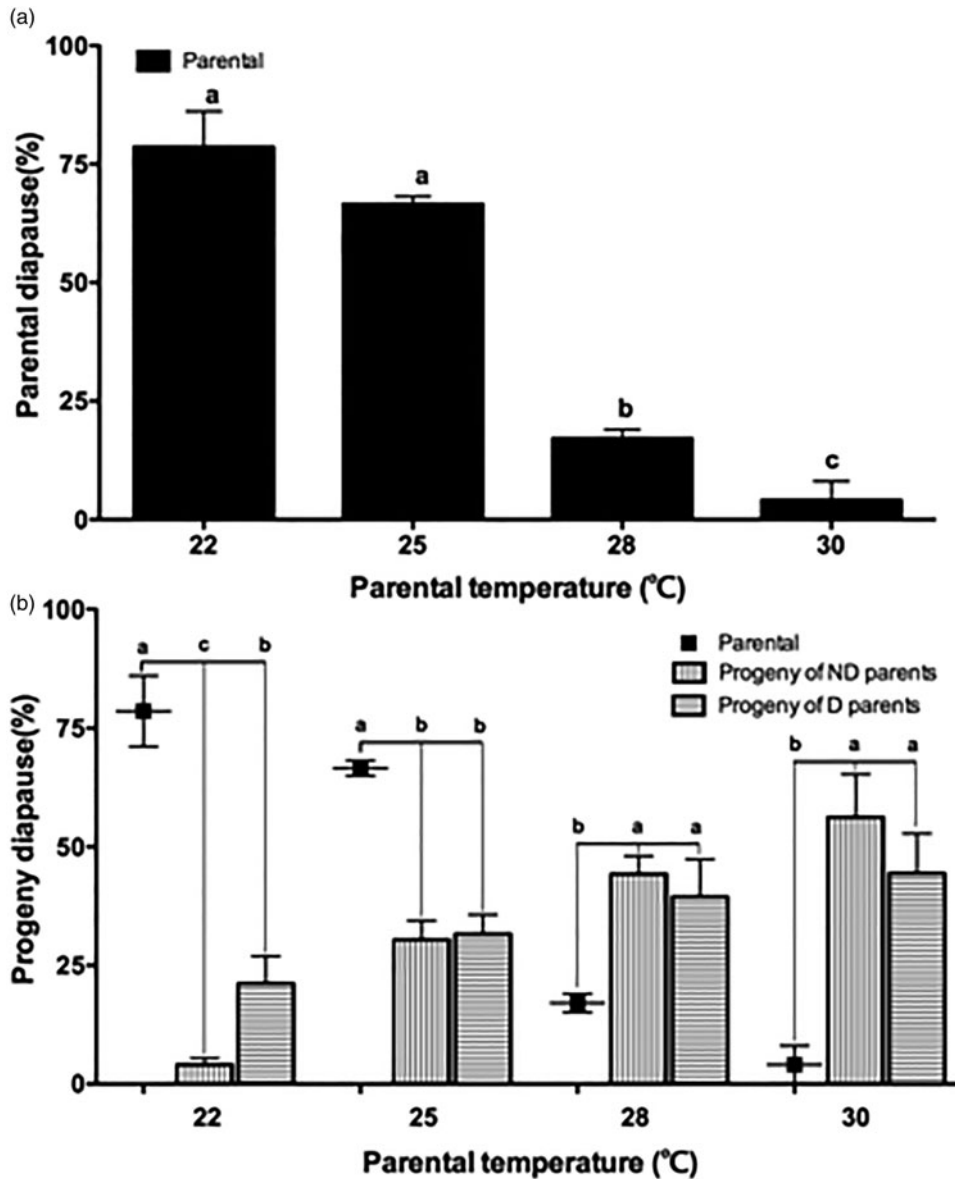 (a)
100
75
50
25
0
Parental diapause(%)
Parental
a
a
b
c
22 25 28 30
Parental temperature (°C)
(b)
100
75
50
25
0
Progeny diapause(%)
Parental
Progeny of ND parents
Progeny of D parents
a c b
a b b
b a a
b a a
22 25 28 30
Parental temperature (°C)